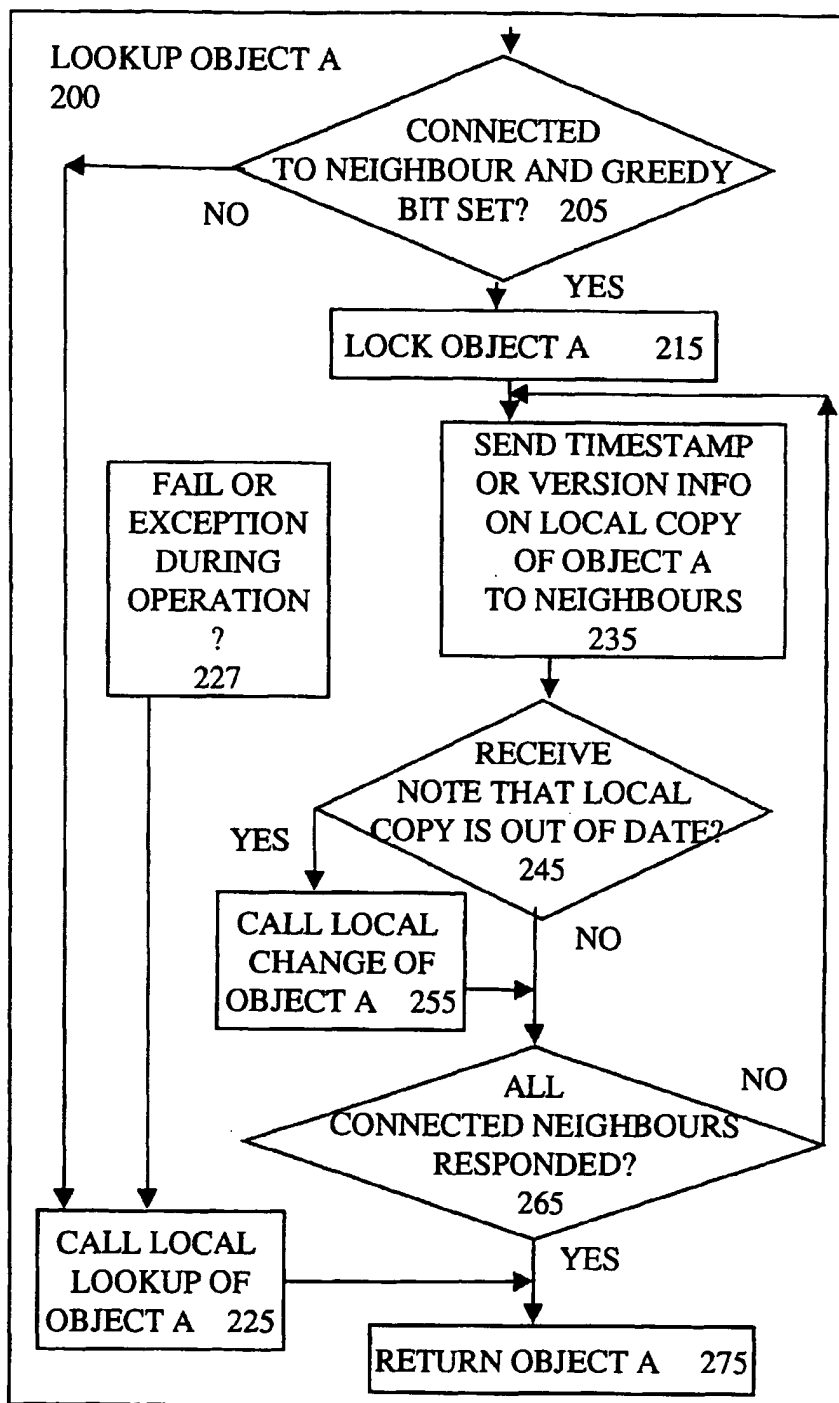 LOOKUP OBJECT A
200
CONNECTED
TO NEIGHBOUR AND GREEDY
BIT SET? 205
NO
YES
LOCK OBJECT A 215
SEND TIMESTAMP
OR VERSION INFO
ON LOCAL COPY
OF OBJECT A
TO NEIGHBOURS
235
FAIL OR
EXCEPTION
DURING
OPERATION
?
227
RECEIVE
NOTE THAT LOCAL
COPY IS OUT OF DATE?
245
YES
NO
CALL LOCAL
CHANGE OF
OBJECT A 255
ALL
CONNECTED NEIGHBOURS
RESPONDED?
265
NO
YES
CALL LOCAL
LOOKUP OF
OBJECT A 225
RETURN OBJECT A 275